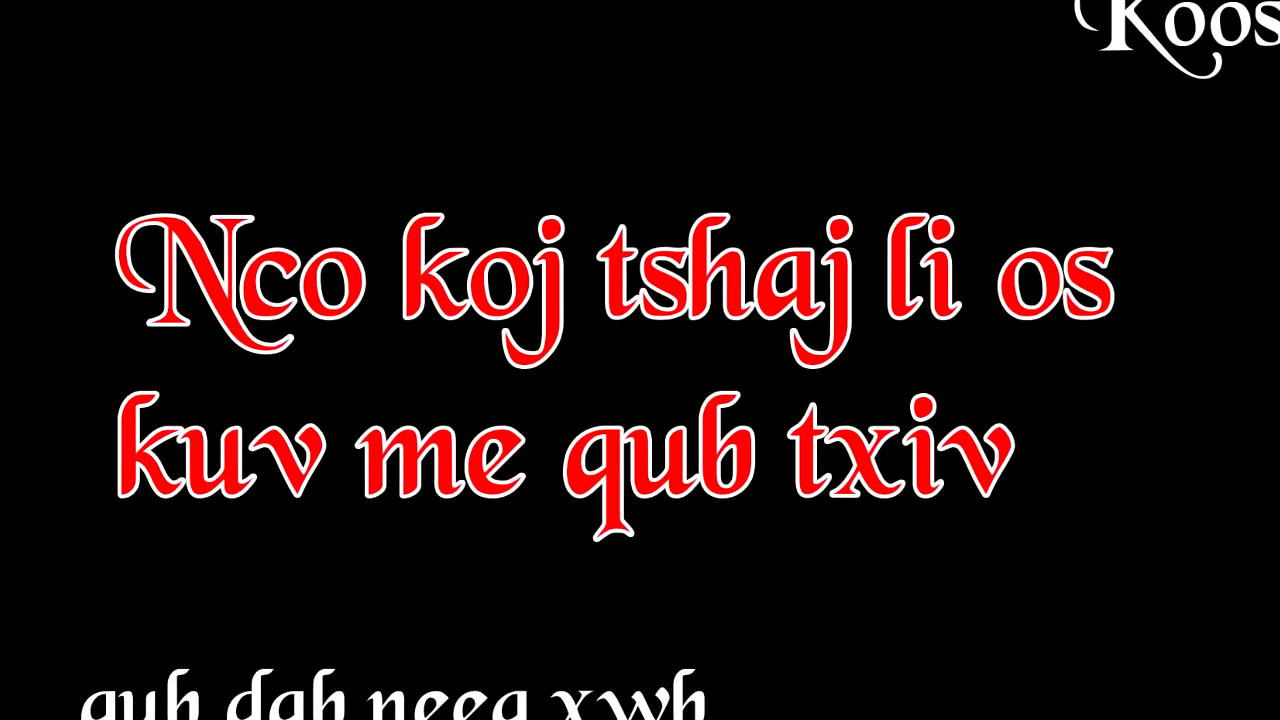 Koos
Nco koj tshaj li os
kuv me qub txiv
qub dab neeg xwb